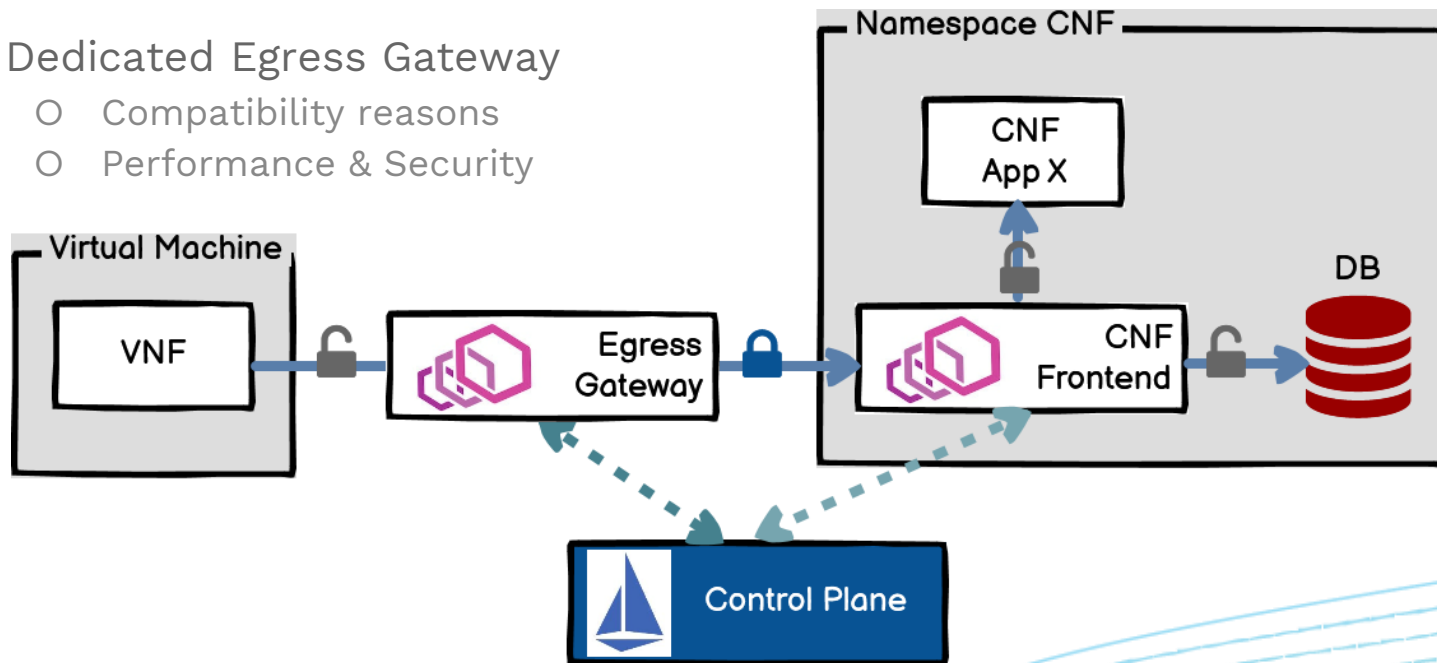 Dedicated Egress Gateway
O Compatibility reasons
O Performance & Security
Namespace CNF
CNF
App X
Virtual Machine
VNF
Egress
Gateway
CNF
Frontend
DB
Control Plane